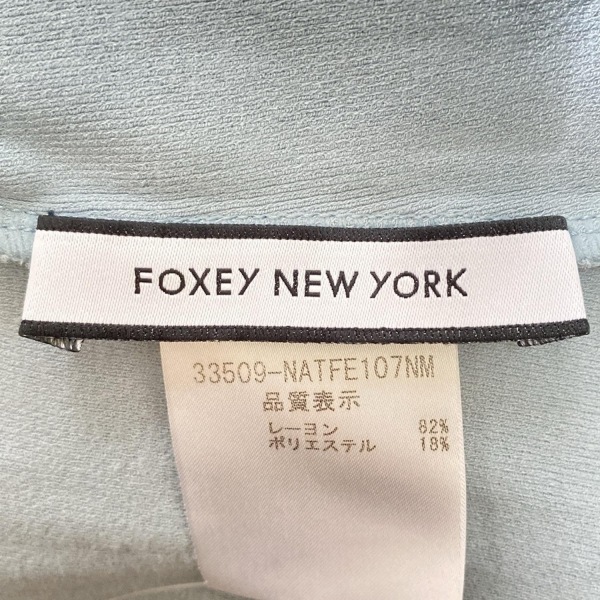 FOXEY NEW YORK
33509-NATFE107NM
品質表示
レーヨン 82%
ポリエステル 18%